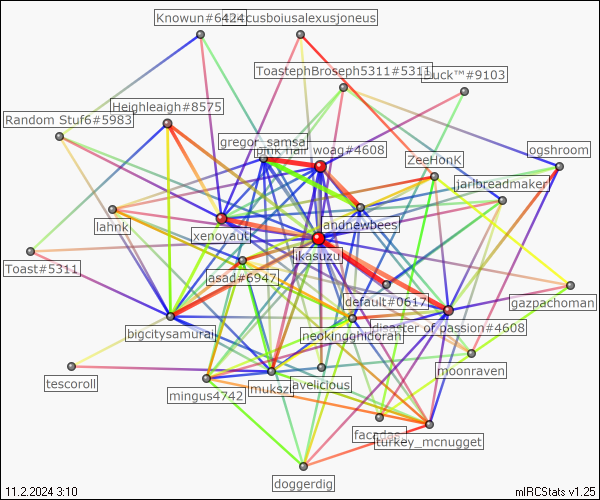 Knowun#6424
marcusboiusalexusjoneus
ToastephBroseph5311#5311
Duck™#9103
Heighleaigh#8575
Random Stuf6#5983
gregor_samsa
pink hair woag#4608
ogshroom
ZeeHonK
jarlbreadmaker
lahnk
xenoyaut
andnewbees
likasuzu
Toast#5311
asad#6947
default#0617
gazpachoman
disaster of passion#4608
bigcitysamurai
neokingghidorah
moonraven
tescoroll
mingus4742
muksz
avelicious
faccdas
turkey_mcnugget
doggerdig
11.2.2024 3:10
mIRCStats v1.25